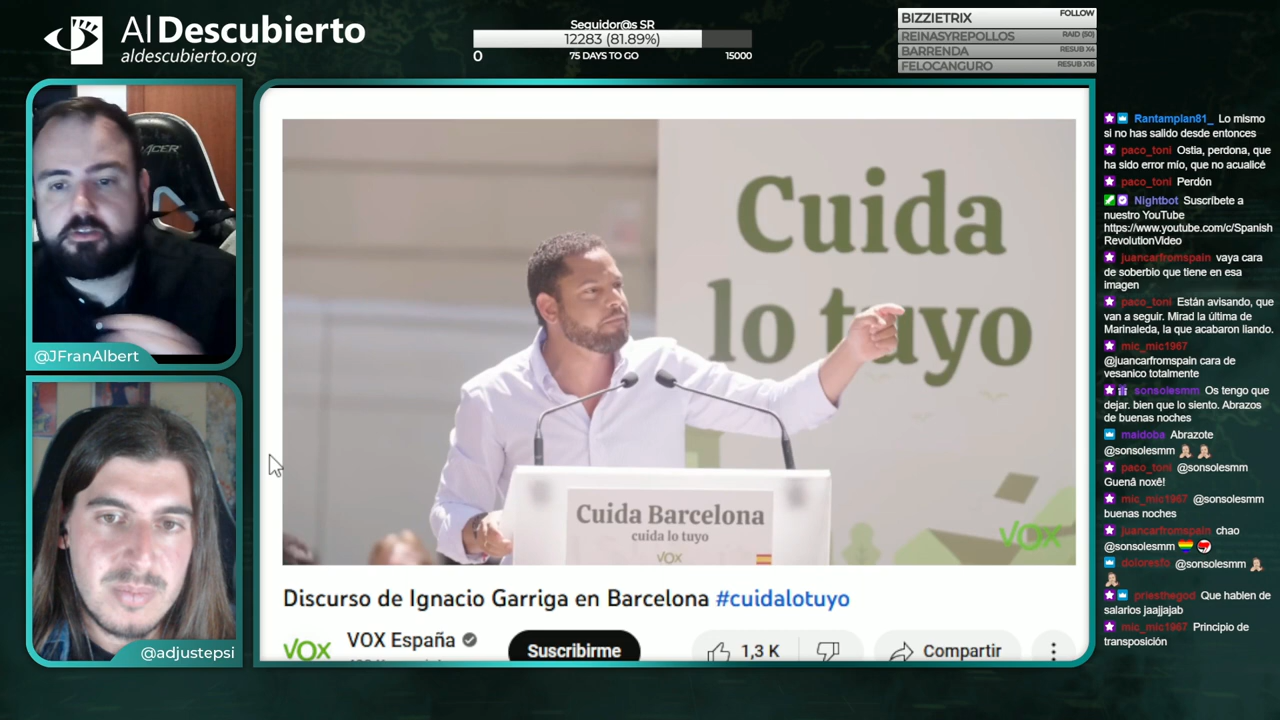 Al Descubierto
aldescubierto.org
Seguidor@s SR
12283 (81.89%)
0 75 DAYS TO GO 15000
BIZZIETRIX FOLLOW
REINASYREPOLLOS RAID (50)
BARRENDA RESUB X4
FELOCANGURO RESUB X16
ACER
@JFranAlbert
@adjustepsi
Cuida
lo tuyo
Cuida Barcelona
cuida lo tuyo
VOX
VOX
Discurso de Ignacio Garriga en Barcelona #cuidalotuyo
VOX
VOX España
Suscribirme
1,3 K
Compartir
Rantamplan81_ Lo mismo
si no has salido desde entonces
paco_toni Ostia, perdona, que
ha sido error mío, que no acualicé
paco_toni Perdón
Nightbot Suscríbete a
nuestro YouTube
https://www.youtube.com/c/Spanish
RevolutionVideo
juancarfromspain vaya cara
de soberbio que tiene en esa
imagen
paco_toni Están avisando, que
van a seguir. Mirad la última de
Marinaleda, la que acabaron liando.
mic_mic1967
@juancarfromspain cara de
vesanico totalmente
sonsolesmm Os tengo que
dejar. bien que lo siento. Abrazos
de buenas noches
maidoba Abrazote
@sonsolesmm
paco_toni @sonsolesmm
Guenâ noxê!
mic_mic1967 @sonsolesmm
buenas noches
juancarfromspain chao
@sonsolesmm
doloresfo @sonsolesmm
priesthegod Que hablen de
salarios jaajjajab
mic_mic1967 Principio de
transposición